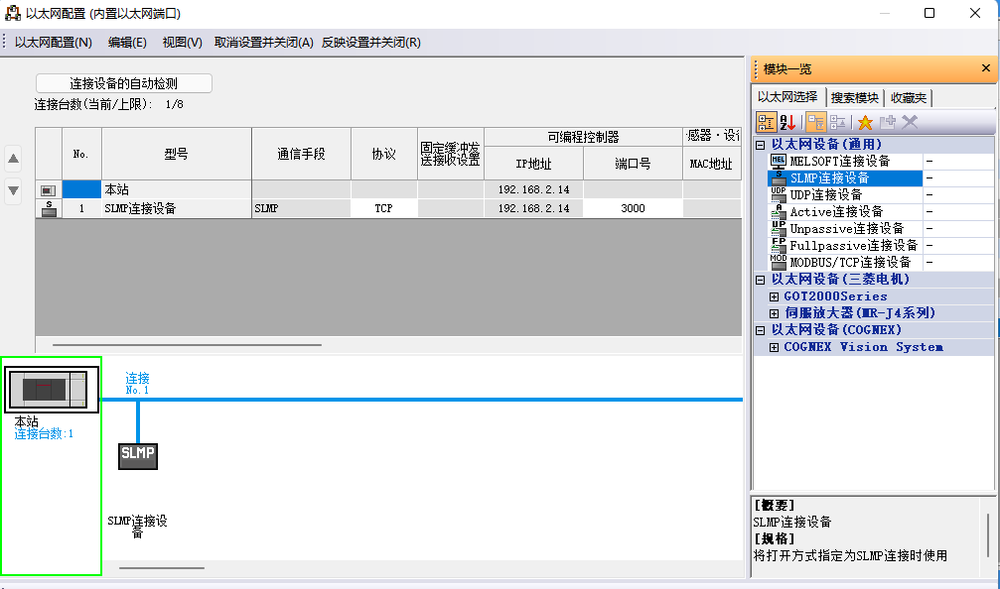 以太网配置 (内置以太网端口)
以太网配置(N) 编辑(E) 视图(V) 取消设置并关闭(A) 反映设置并关闭(R)
连接设备的自动检测
连接台数(当前/上限): 1/8
No. 型号 通信手段 协议 固定缓冲发送接收设置 可编程控制器 感器·设
IP地址 端口号 MAC地址
本站 192.168.2.14
1 SLMP连接设备 SLMP TCP 192.168.2.14 3000
本站
连接台数:1
连接
No.1
SLMP
SLMP连接设备
模块一览
以太网选择 搜索模块 收藏夹
以太网设备(通用)
MELSOFT连接设备 -
SLMP连接设备 -
UDP连接设备 -
Active连接设备 -
Unpassive连接设备 -
Fullpassive连接设备 -
MODBUS/TCP连接设备 -
以太网设备(三菱电机)
GOT2000Series
伺服放大器(MR-J4系列)
以太网设备(COGNEX)
COGNEX Vision System
[概要]
SLMP连接设备
[规格]
将打开方式指定为SLMP连接时使用